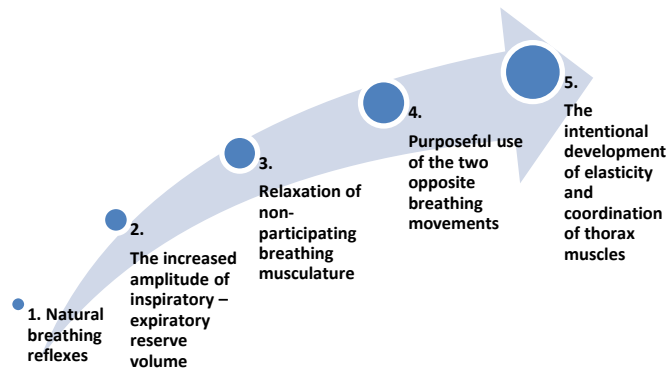 1. Natural
breathing
reflexes
2.
The increased
amplitude of
inspiratory –
expiratory
reserve
volume
3.
Relaxation of
non-
participating
breathing
musculature
4.
Purposeful use
of the two
opposite
breathing
movements
5.
The
intentional
development
of elasticity
and
coordination
of thorax
muscles